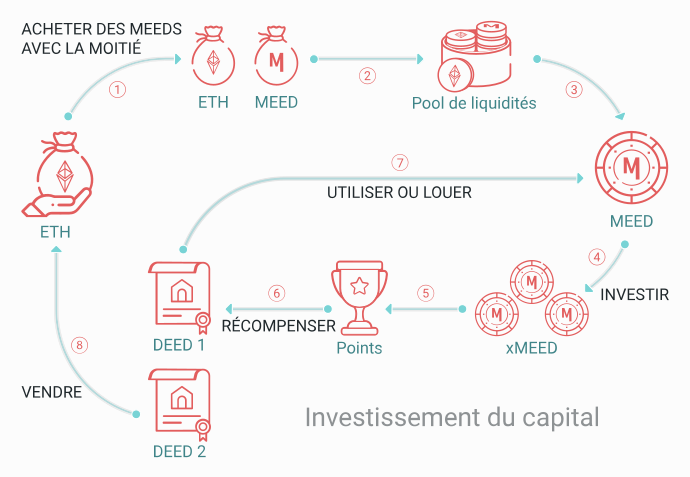 ACHETER DES MEEDS
AVEC LA MOITIÉ
1
M
ETH
MEED
2
M
Pool de liquidités
3
M
MEED
ETH
7
UTILISER OU LOUER
4
INVESTIR
M
M
M
xMEED
5
Points
6
RÉCOMPENSER
DEED 1
8
VENDRE
DEED 2
Investissement du capital